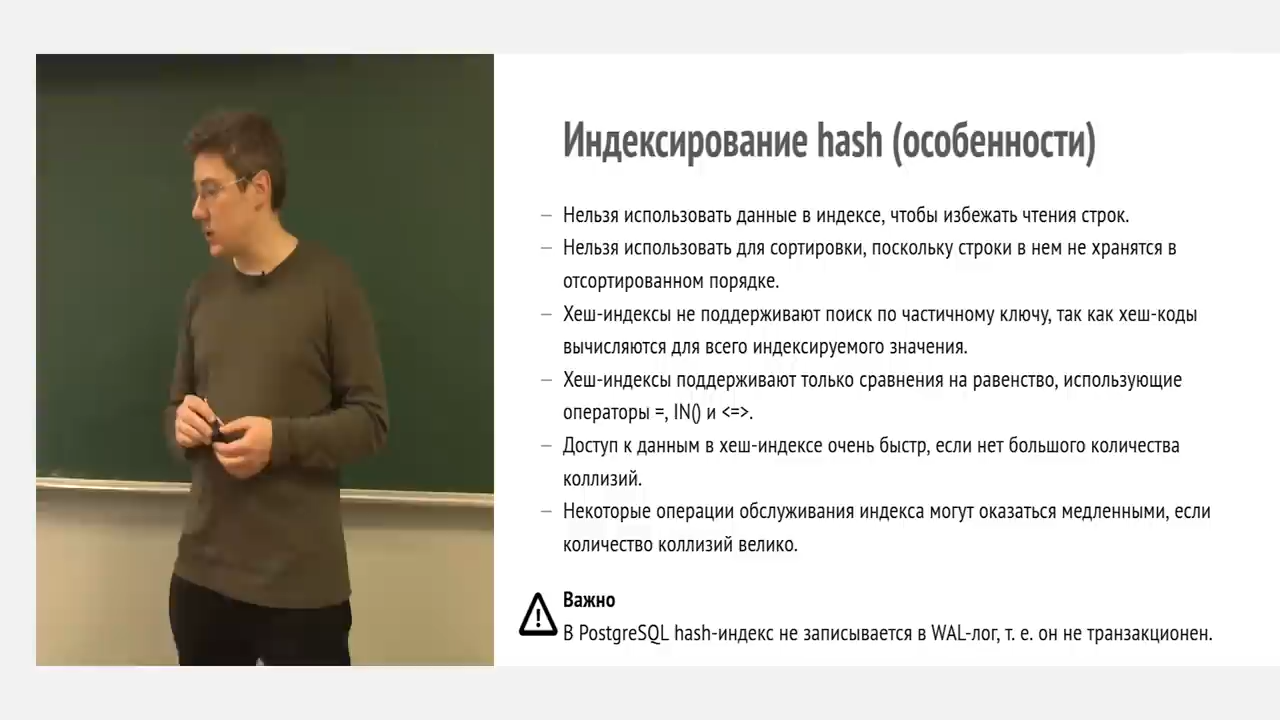 Индексирование hash (особенности)
– Нельзя использовать данные в индексе, чтобы избежать чтения строк.
– Нельзя использовать для сортировки, поскольку строки в нем не хранятся в
отсортированном порядке.
– Хеш-индексы не поддерживают поиск по частичному ключу, так как хеш-коды
вычисляются для всего индексируемого значения.
– Хеш-индексы поддерживают только сравнения на равенство, использующие
операторы =, IN() и <=>.
– Доступ к данным в хеш-индексе очень быстр, если нет большого количества
коллизий.
– Некоторые операции обслуживания индекса могут оказаться медленными, если
количество коллизий велико.
Важно
В PostgreSQL hash-индекс не записывается в WAL-лог, т. е. он не транзакционен.